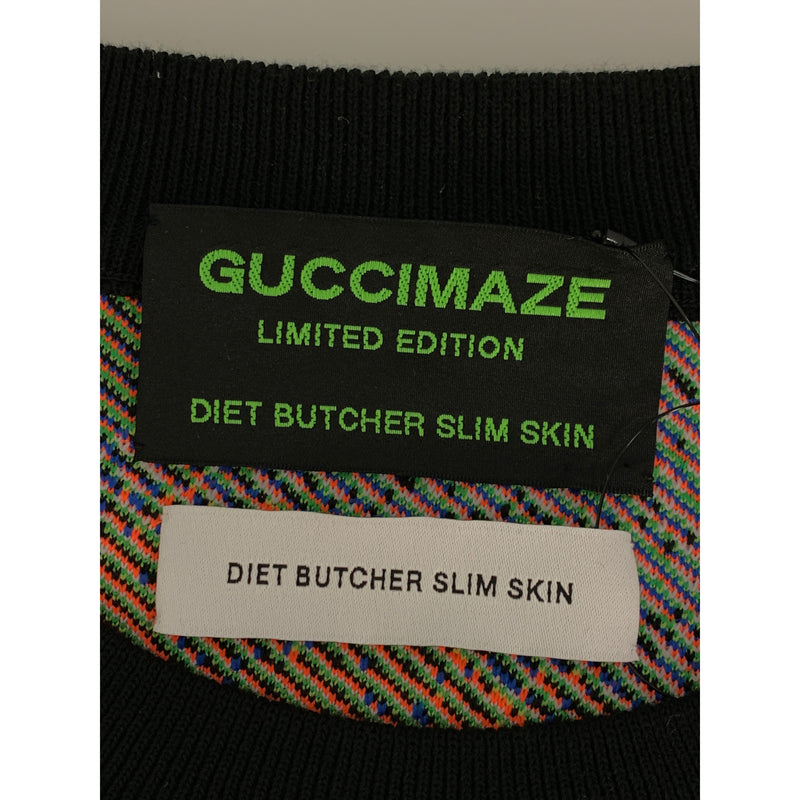 GUCCIMAZE
LIMITED EDITION
DIET BUTCHER SLIM SKIN
DIET BUTCHER SLIM SKIN